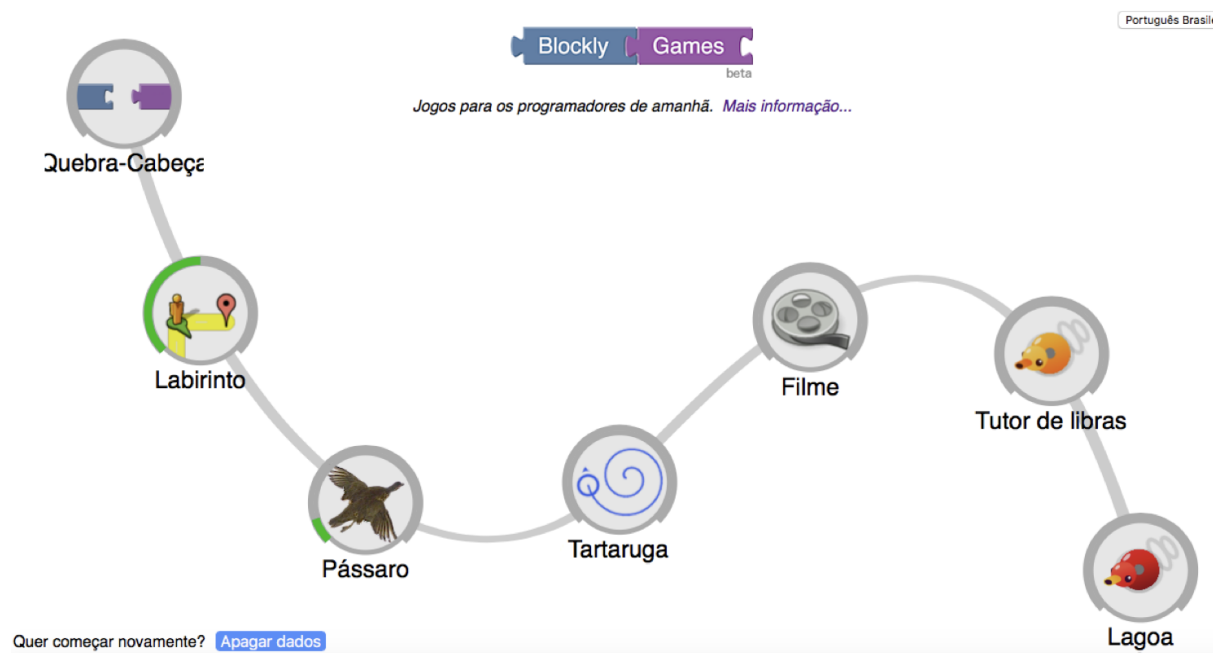 Português Brasile
Blockly Games
beta
Jogos para os programadores de amanhã. Mais informação...
Quebra-Cabeça
Labirinto
Filme
Tutor de libras
Pássaro
Tartaruga
Lagoa
Quer começar novamente? Apagar dados